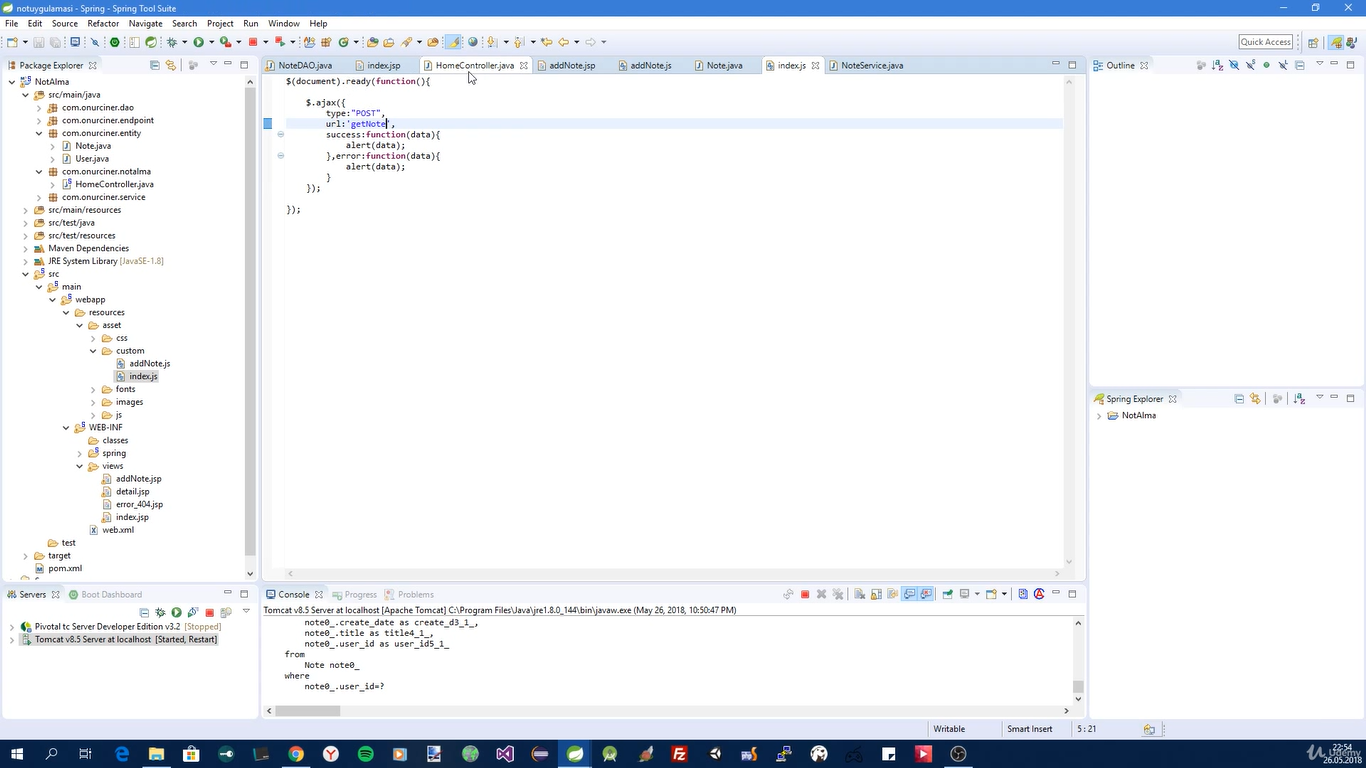 notuygulamasi - Spring - Spring Tool Suite
File Edit Source Refactor Navigate Search Project Run Window Help
Quick Access
Package Explorer
NoteDAO.java index.jsp HomeController.java addNote.jsp addNote.js Note.java index.js NoteService.java
Outline
NotAlma
src/main/java
com.onurciner.dao
com.onurciner.endpoint
com.onurciner.entity
Note.java
User.java
com.onurciner.notalma
HomeController.java
com.onurciner.service
src/main/resources
src/test/java
src/test/resources
Maven Dependencies
JRE System Library [JavaSE-1.8]
src
main
webapp
resources
asset
css
custom
addNote.js
index.js
fonts
images
js
WEB-INF
classes
spring
views
addNote.jsp
detail.jsp
error_404.jsp
index.jsp
web.xml
test
target
pom.xml
$(document).ready(function(){
$.ajax({
type:"POST",
url:'getNote',
success:function(data){
alert(data);
},error:function(data){
alert(data);
}
});
});
Spring Explorer
NotAlma
Servers Boot Dashboard
Pivotal tc Server Developer Edition v3.2 [Stopped]
Tomcat v8.5 Server at localhost [Started, Restart]
Console Progress Problems
Tomcat v8.5 Server at localhost [Apache Tomcat] C:\Program Files\Java\jre1.8.0_144\bin\javaw.exe (May 26, 2018, 10:50:47 PM)
note0_.create_date as create_d3_1_,
note0_.title as title4_1_,
note0_.user_id as user_id5_1_
from
Note note0_
where
note0_.user_id=?
Writable Smart Insert 5 : 21
22:54
26.05.2018
Udemy